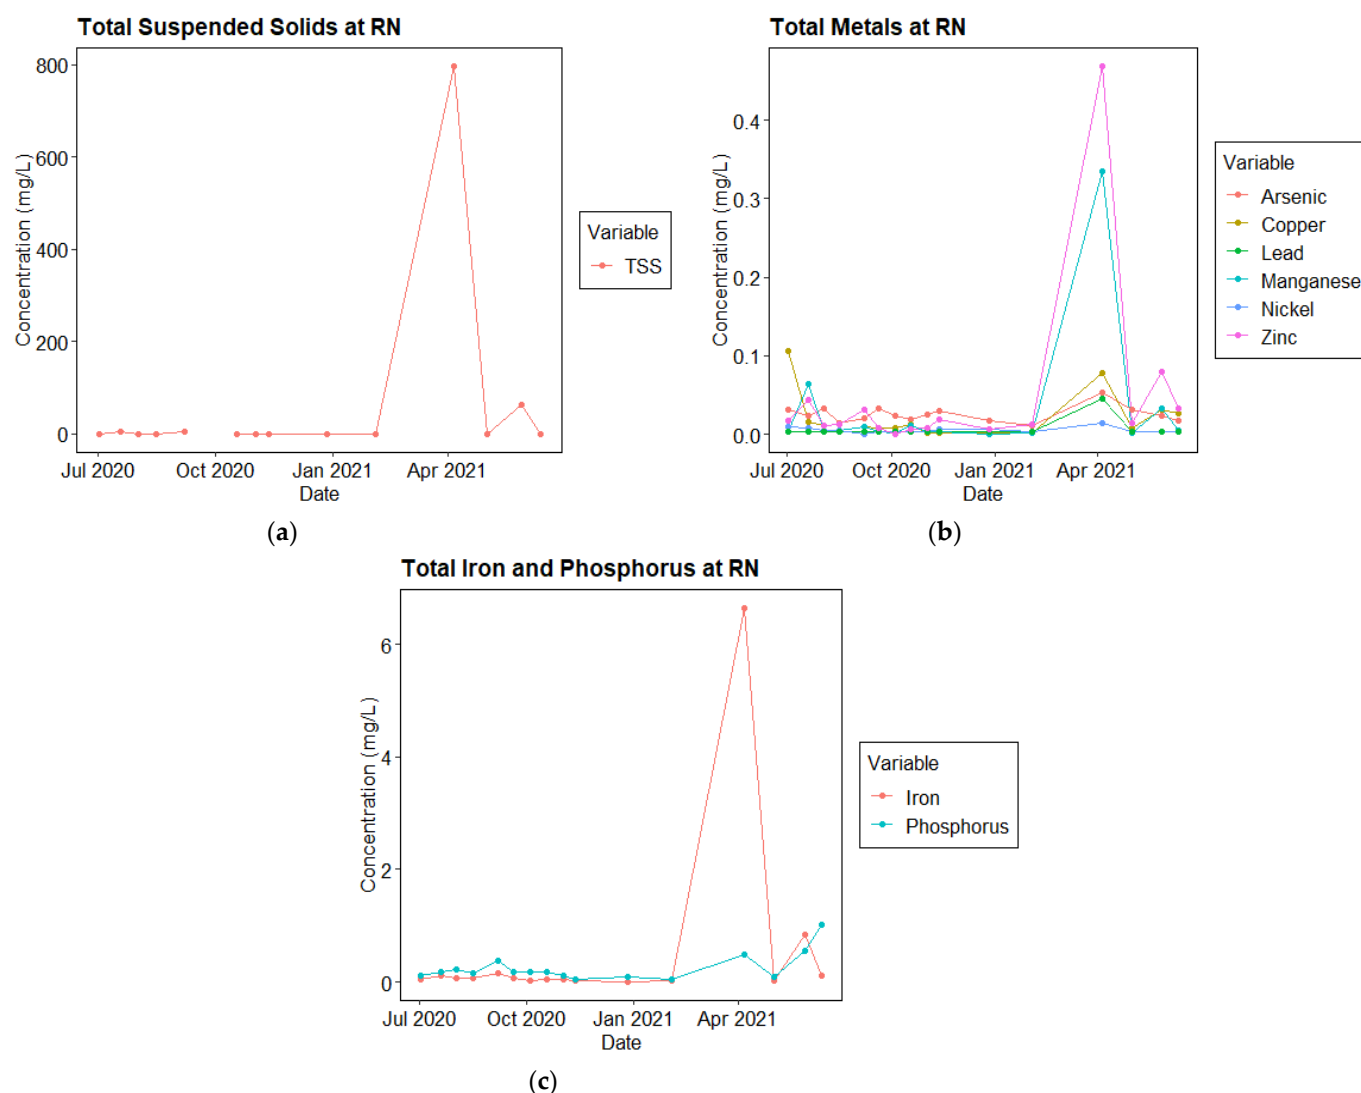 Total Suspended Solids at RN
Concentration (mg/L)
800
600
400
200
0
Jul 2020 Oct 2020 Jan 2021 Apr 2021
Date
Variable
TSS
(a)
Total Metals at RN
Concentration (mg/L)
0.4
0.3
0.2
0.1
0.0
Jul 2020 Oct 2020 Jan 2021 Apr 2021
Date
Variable
Arsenic
Copper
Lead
Manganese
Nickel
Zinc
(b)
Total Iron and Phosphorus at RN
Concentration (mg/L)
6
4
2
0
Jul 2020 Oct 2020 Jan 2021 Apr 2021
Date
Variable
Iron
Phosphorus
(c)